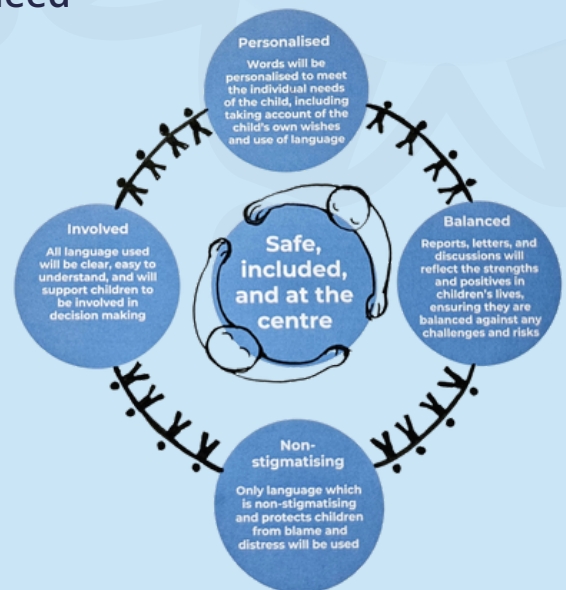 need
Personalised
Words will be
personalised to meet
the individual needs
of the child, including
taking account of the
child's own wishes
and use of language
Involved
All language used
will be clear, easy to
understand, and will
support children to
be involved in
decision making
Safe,
included,
and at the
centre
Balanced
Reports, letters, and
discussions will
reflect the strengths
and positives in
children's lives,
ensuring they are
balanced against any
challenges and risks
Non-
stigmatising
Only language which
is non-stigmatising
and protects children
from blame and
distress will be used